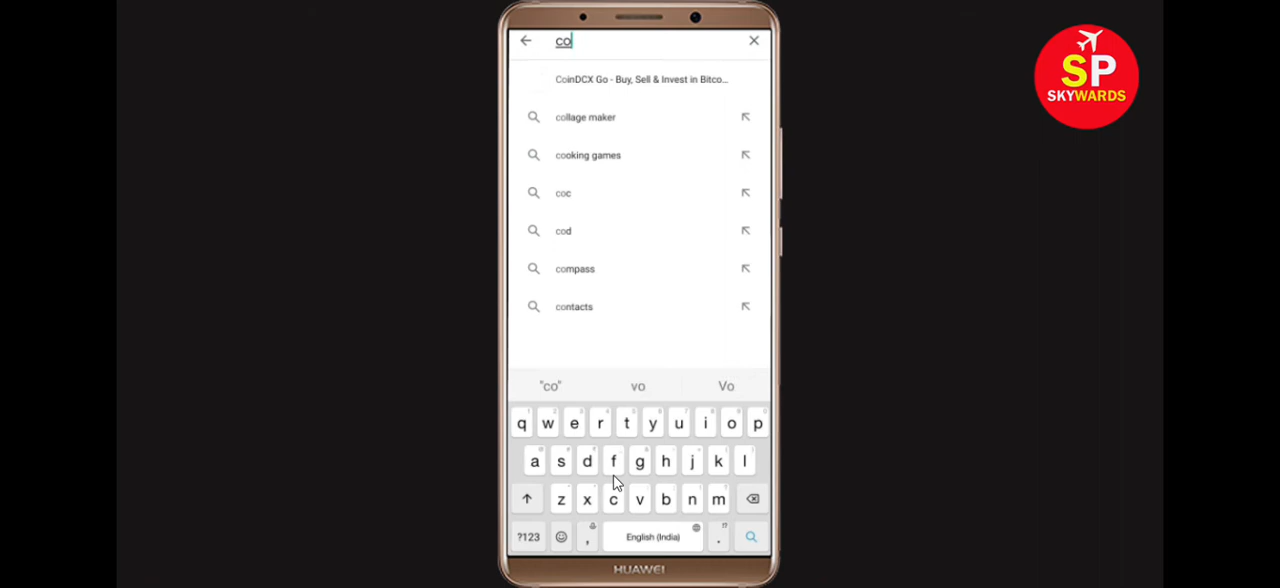 co
CoinDCX Go - Buy, Sell & Invest in Bitco...
collage maker
cooking games
coc
cod
compass
contacts
"co" vo Vo
q w e r t y u i o p
a s d f g h j k l
z x c v b n m
?123 , English (India) .
HUAWEI
SP
SKYWARDS